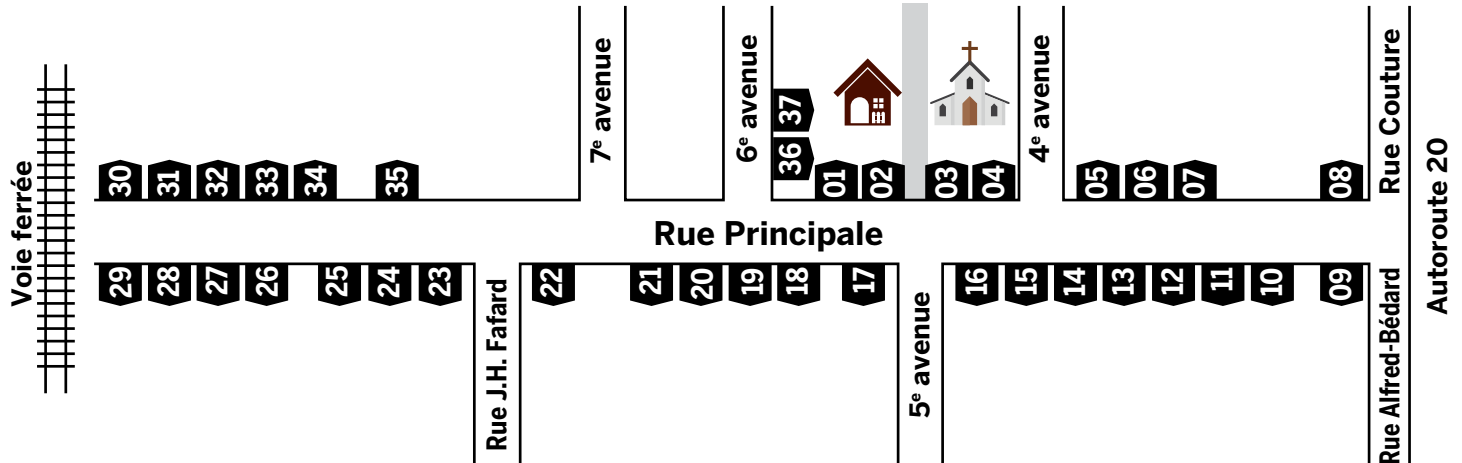 Voie ferrée
7e avenue
6e avenue
4e avenue
Rue Couture
Autoroute 20
37
36
30 31 32 33 34 35 01 02 03 04 05 06 07 08
Rue Principale
29 28 27 26 25 24 23 22 21 20 19 18 17 16 15 14 13 12 11 10 09
Rue J.H. Fafard
5e avenue
Rue Alfred-Bédard